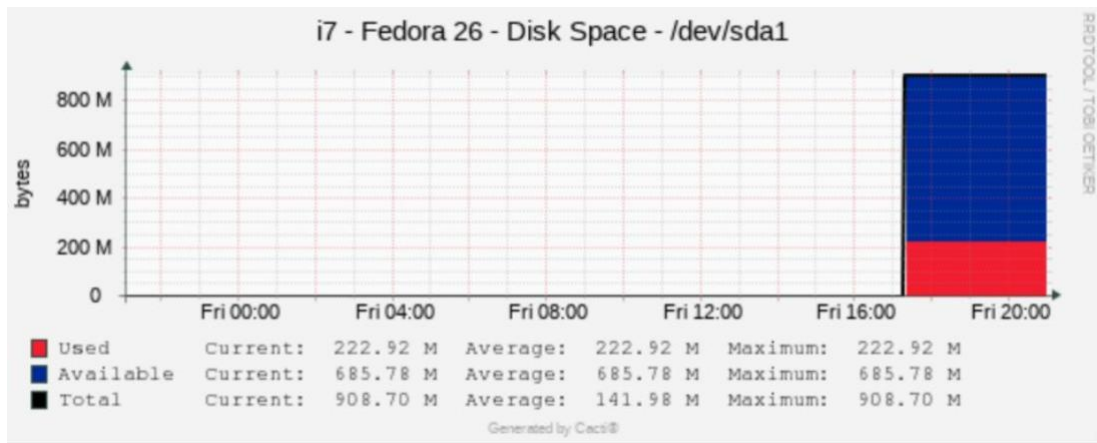 i7 - Fedora 26 - Disk Space - /dev/sda1
RRDTOOL / TOBI OETIKER
bytes
800 M
600 M
400 M
200 M
0
Fri 00:00 Fri 04:00 Fri 08:00 Fri 12:00 Fri 16:00 Fri 20:00
Used Current: 222.92 M Average: 222.92 M Maximum: 222.92 M
Available Current: 685.78 M Average: 685.78 M Maximum: 685.78 M
Total Current: 908.70 M Average: 141.98 M Maximum: 908.70 M
Generated by Cacti®